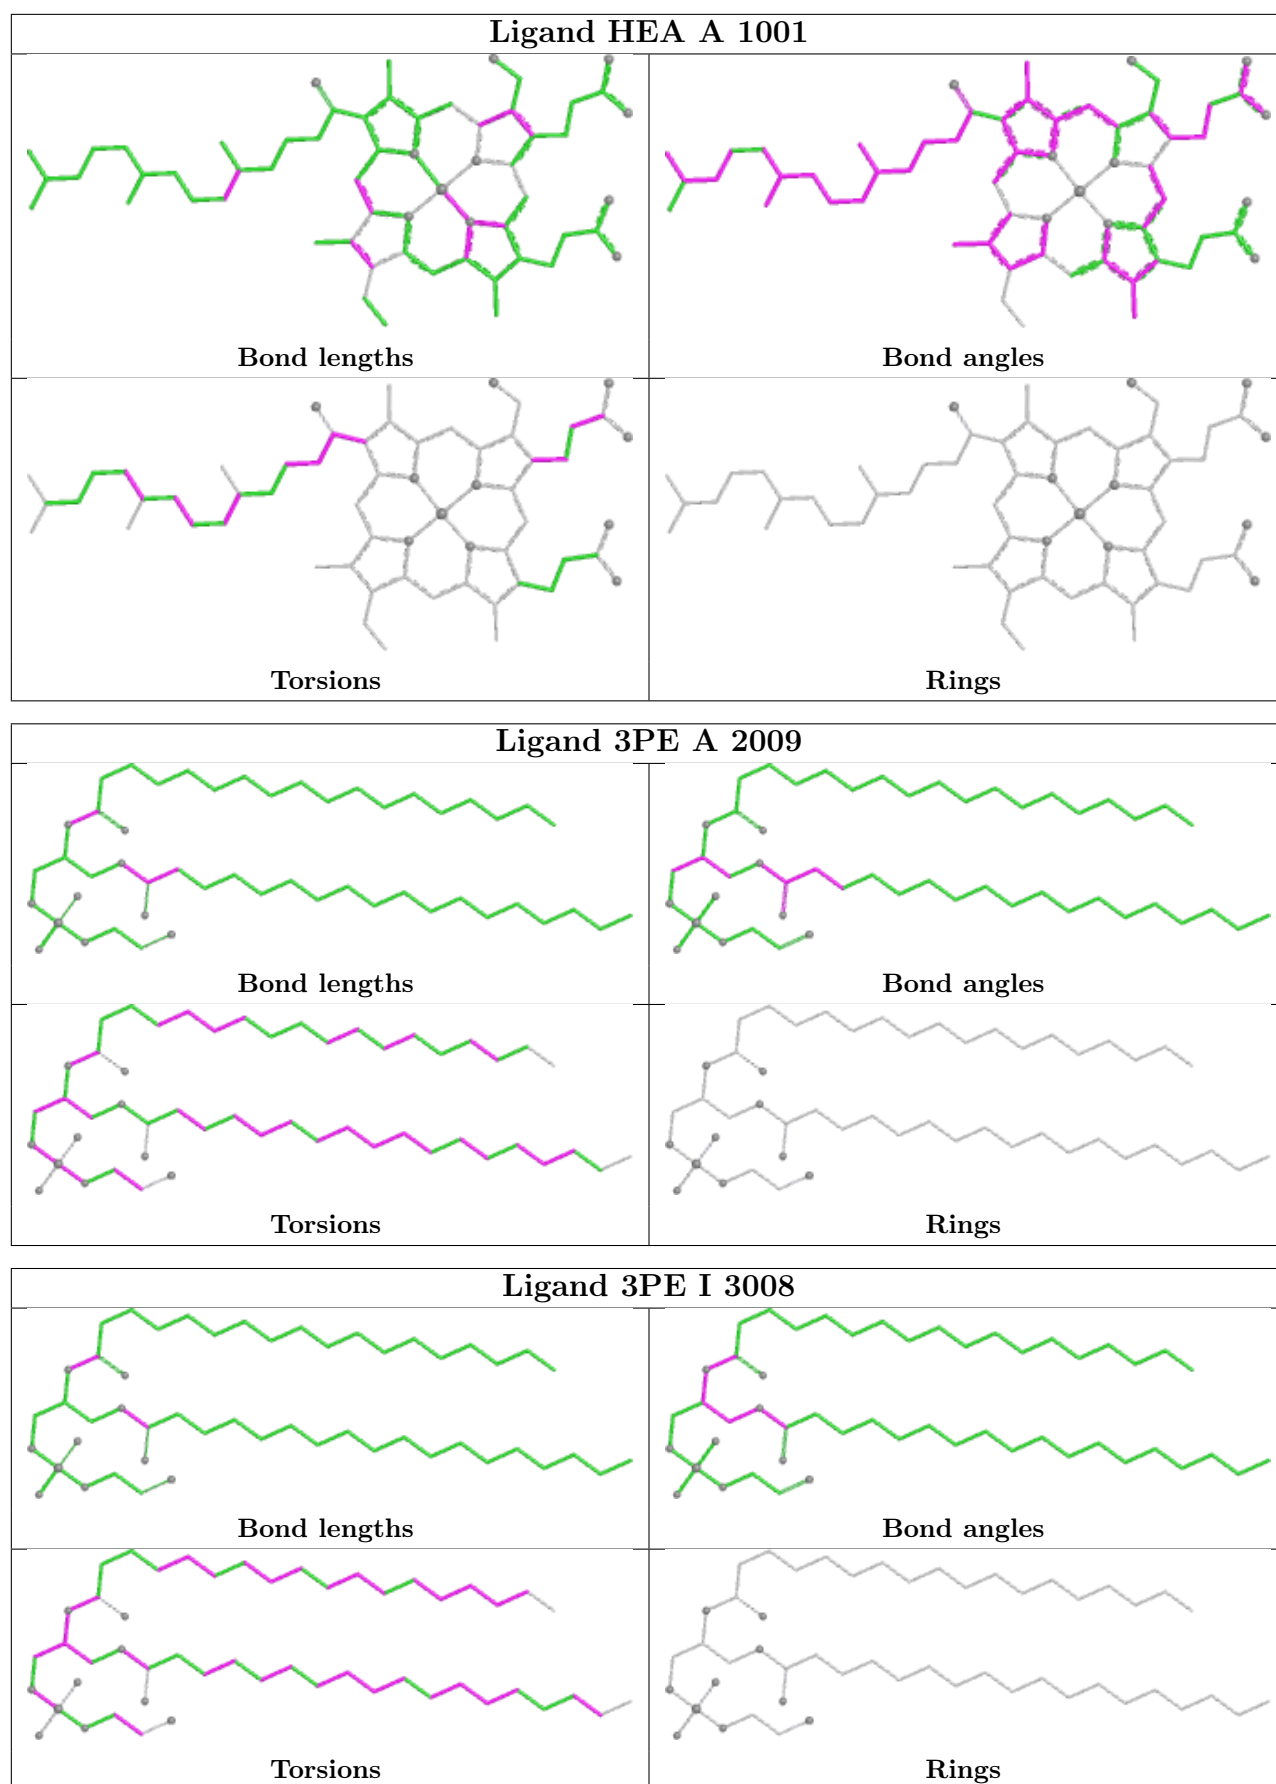 Ligand HEA A 1001
Bond lengths
Bond angles
Torsions
Rings
Ligand 3PE A 2009
Bond lengths
Bond angles
Torsions
Rings
Ligand 3PE I 3008
Bond lengths
Bond angles
Torsions
Rings